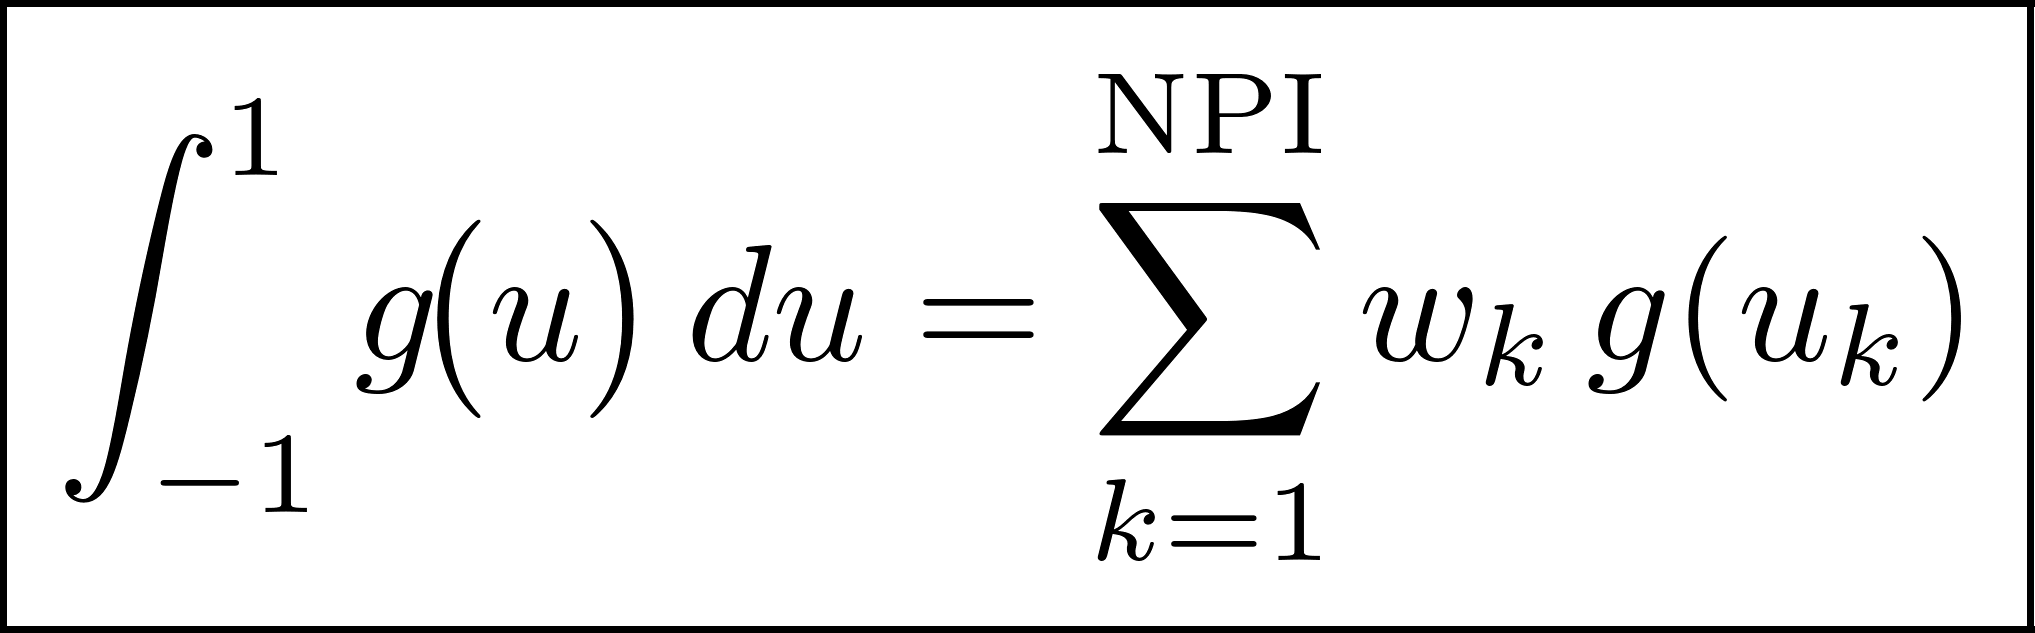 ∫_{-1}^{1} g(u) du = ∑_{k=1}^{NPI} w_k g(u_k)